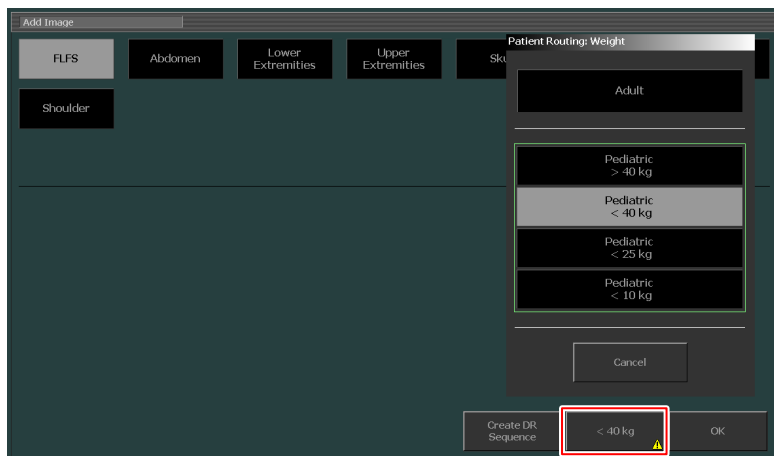 Add Image
Patient Routing: Weight
FLFS
Abdomen
Lower
Extremities
Upper
Extremities
Sku
Adult
Shoulder
Pediatric
> 40 kg
Pediatric
< 40 kg
Pediatric
< 25 kg
Pediatric
< 10 kg
Cancel
Create DR
Sequence
< 40 kg
OK